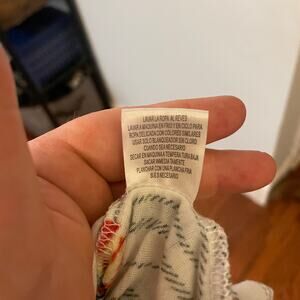 LAVAR LA ROPA AL REVES
LAVAR A MAQUINA EN FRIO Y EN CICLO PARA
ROPA DELICADA CON COLORES SIMILARES
USAR SOLO BLANQUEADOR SIN CLORO,
CUANDO SEA NECESARIO
SECAR EN MAQUINA A TEMPERATURA BAJA
SACAR INMEDIATAMENTE
PLANCHAR CON UNA PLANCHA FRIA
SI ES NECESARIO